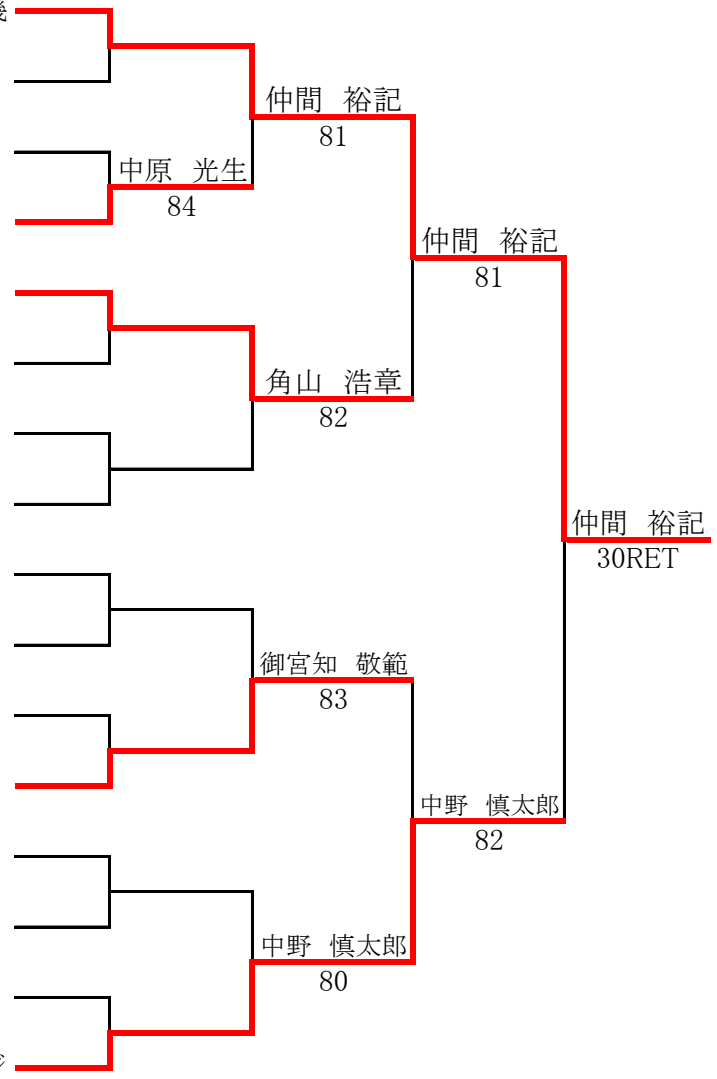 仲間 裕記
81
中原 光生
84
仲間 裕記
81
角山 浩章
82
仲間 裕記
30RET
御宮知 敬範
83
中野 慎太郎
82
中野 慎太郎
80